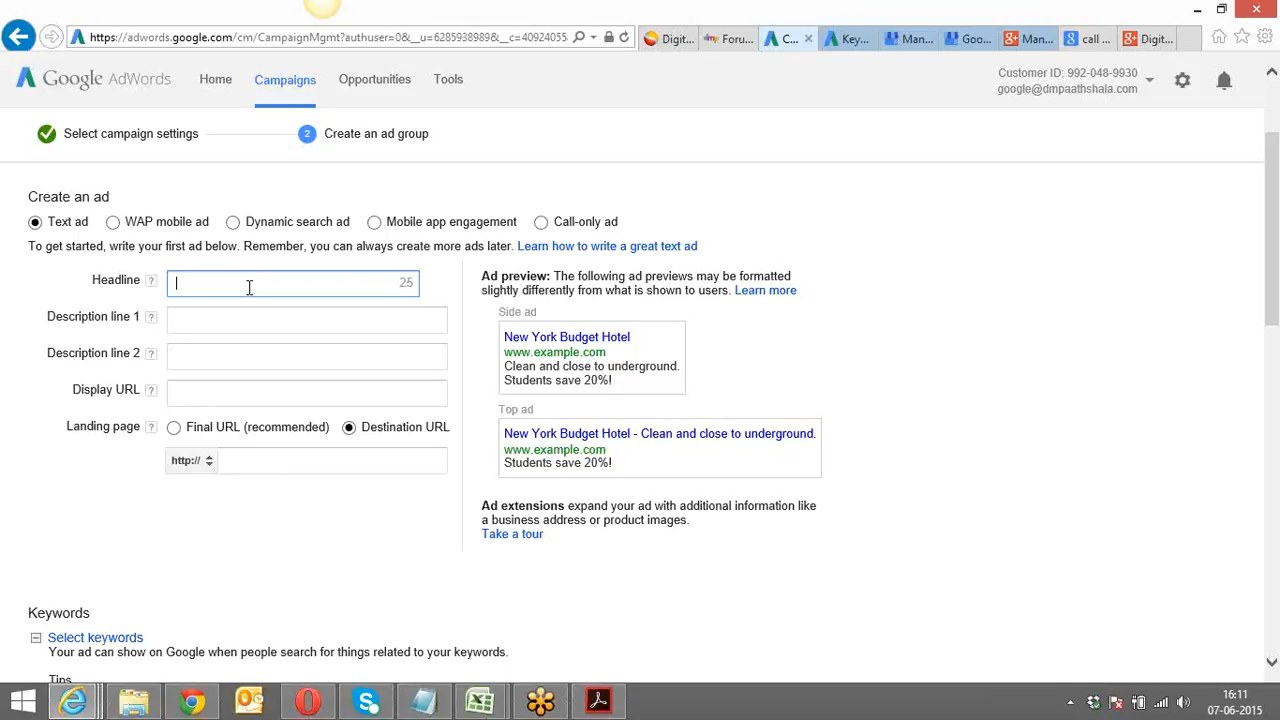 https://adwords.google.com/cm/CampaignMgmt?authuser=0&__u=6285938989&__c=40924055...
Digit...
Foru...
C...
Key...
Man...
Goo...
Man...
call ...
Digit...
Google AdWords
Home
Campaigns
Opportunities
Tools
Customer ID: 992-048-9930
google@dmpaathshala.com
Select campaign settings
2 Create an ad group
Create an ad
Text ad
WAP mobile ad
Dynamic search ad
Mobile app engagement
Call-only ad
To get started, write your first ad below. Remember, you can always create more ads later. Learn how to write a great text ad
Headline ? 25
Description line 1 ?
Description line 2 ?
Display URL ?
Landing page ? Final URL (recommended) Destination URL
http://
Ad preview: The following ad previews may be formatted
slightly differently from what is shown to users. Learn more
Side ad
New York Budget Hotel
www.example.com
Clean and close to underground.
Students save 20%!
Top ad
New York Budget Hotel - Clean and close to underground.
www.example.com
Students save 20%!
Ad extensions expand your ad with additional information like
a business address or product images.
Take a tour
Keywords
Select keywords
Your ad can show on Google when people search for things related to your keywords.
Tips
16:11
07-06-2015